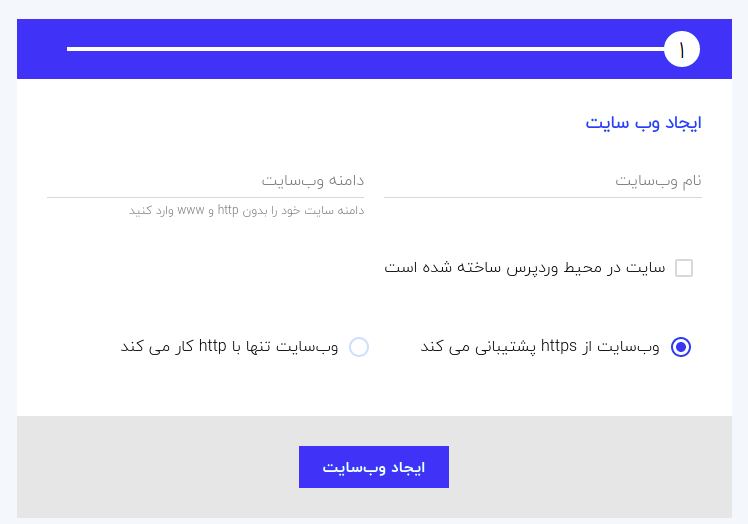 ۱
ایجاد وب سایت
نام وب‌سایت
دامنه وب‌سایت
دامنه سایت خود را بدون http و www وارد کنید
سایت در محیط وردپرس ساخته شده است
وب‌سایت از https پشتیبانی می کند
وب‌سایت تنها با http کار می کند
ایجاد وب‌سایت